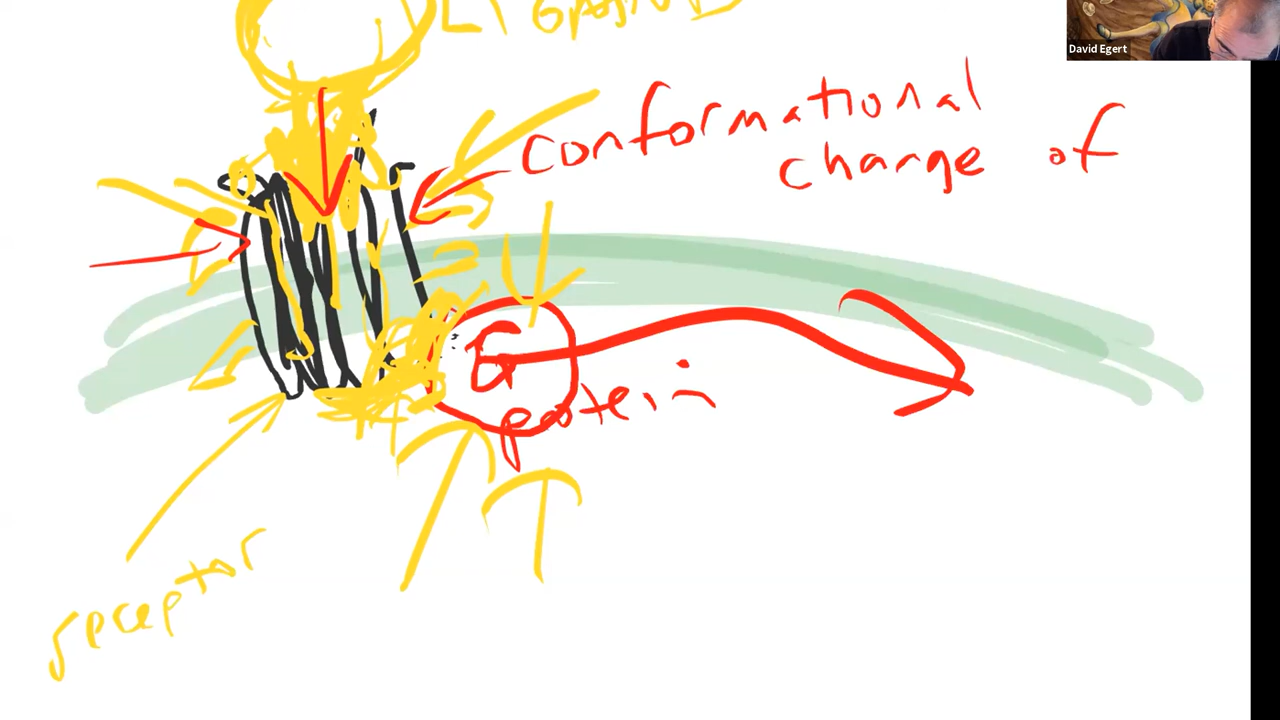 David Egert
conformational
change of
G
protein
receptor